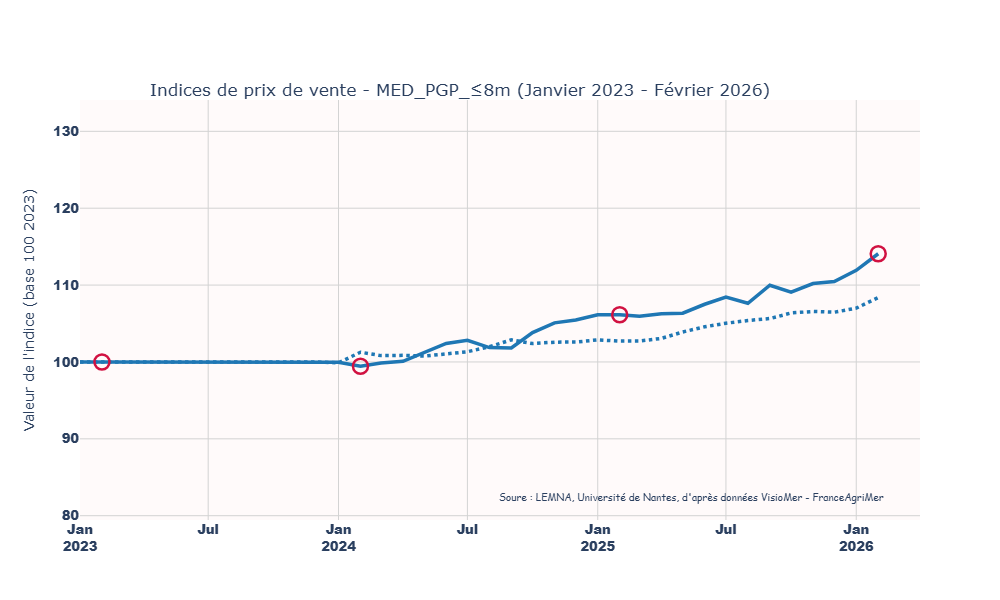 Indices de prix de vente - MED_PGP_≤8m (Janvier 2023 - Février 2026)
Valeur de l'indice (base 100 2023)
130
120
110
100
90
80
Soure : LEMNA, Université de Nantes, d'après données VisioMer - FranceAgriMer
Jan Jul Jan Jul Jan Jul Jan
2023 2024 2025 2026